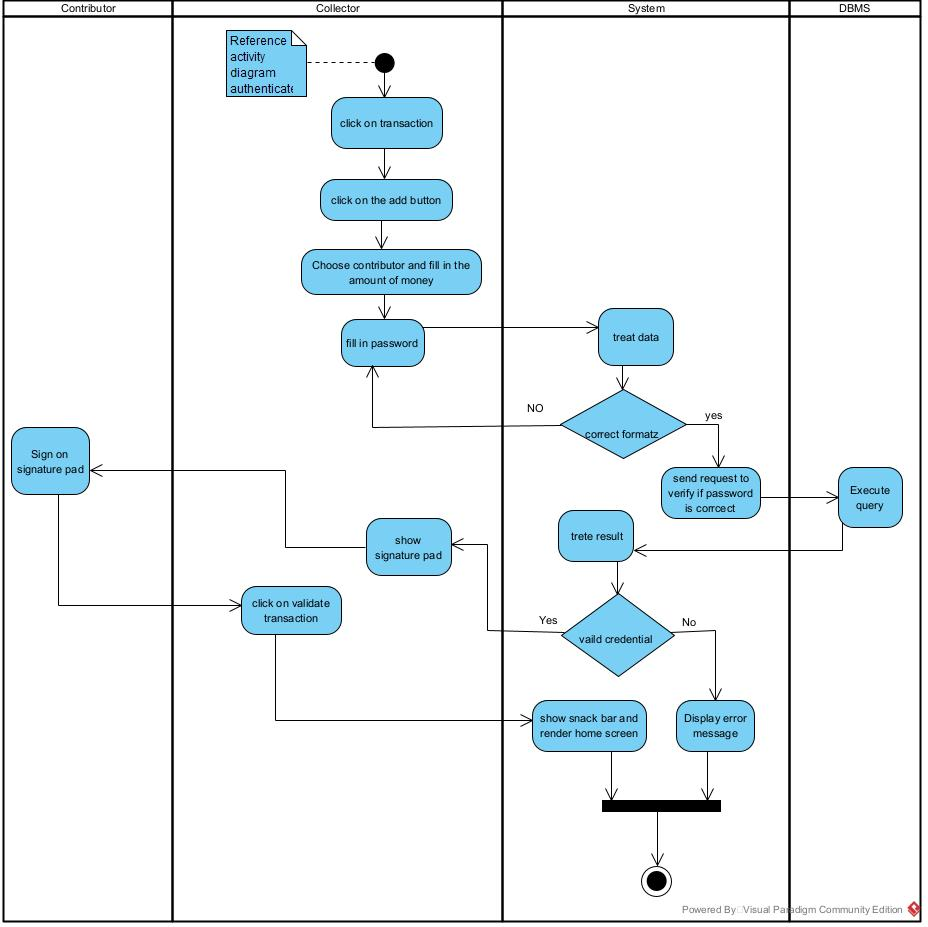 Contributor
Collector
System
DBMS
Reference
activity
diagram
authenticate
click on transaction
click on the add button
Choose contributor and fill in the
amount of money
fill in password
treat data
NO
correct formatz
yes
Sign on
signature pad
send request to
verify if password
is corrcect
Execute
query
show
signature pad
trete result
click on validate
transaction
Yes
vaild credential
No
show snack bar and
render home screen
Display error
message
Powered By Visual Paradigm Community Edition